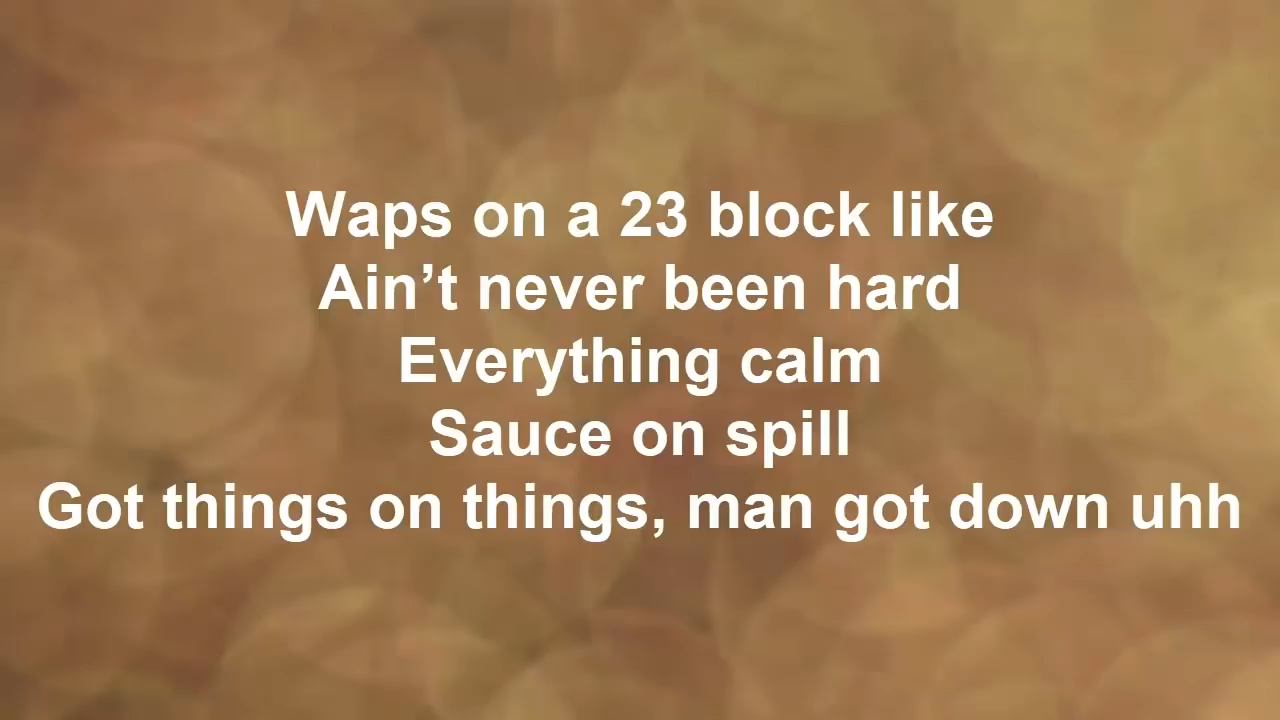 Waps on a 23 block like
Ain’t never been hard
Everything calm
Sauce on spill
Got things on things, man got down uhh